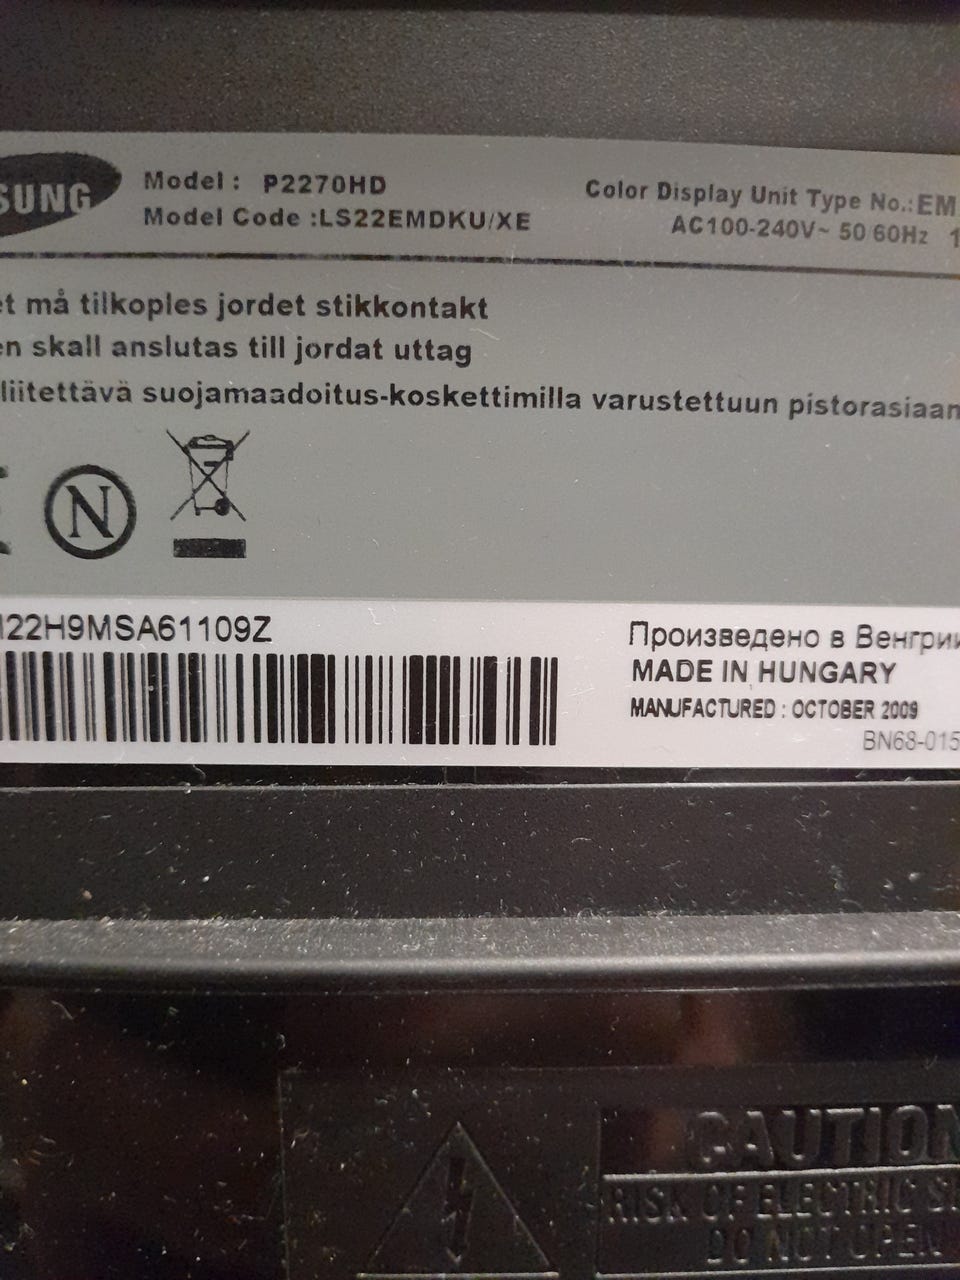 SUNG
Model : P2270HD
Model Code :LS22EMDKU/XE
Color Display Unit Type No.:EM
AC100-240V~ 50 60Hz 1
et må tilkoples jordet stikkontakt
en skall anslutas till jordat uttag
liitettävä suojamaadoitus-koskettimilla varustettuun pistorasiaan
N
I22H9MSA61109Z
Произведено в Венгрии
MADE IN HUNGARY
MANUFACTURED : OCTOBER 2009
BN68-015
CAUTION
RISK OF ELECTRIC S
DO NOT OPEN